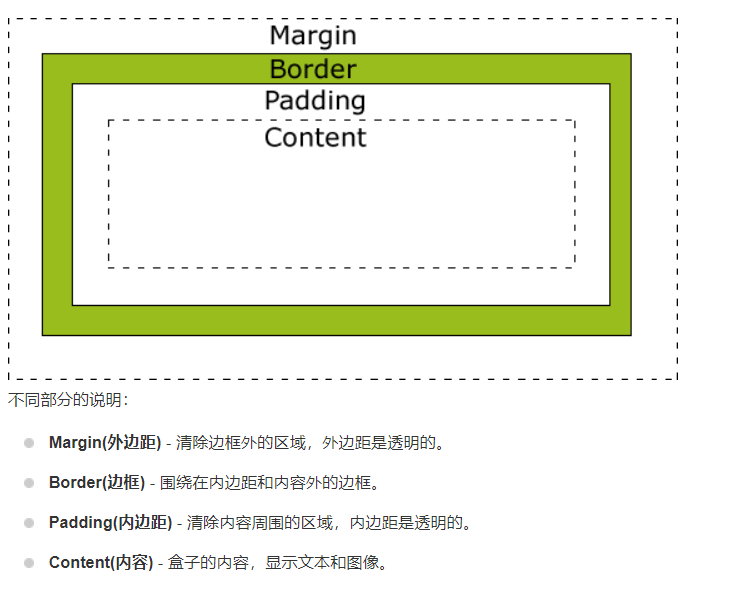 Margin
Border
Padding
Content
不同部分的说明：
Margin(外边距) - 清除边框外的区域，外边距是透明的。
Border(边框) - 围绕在内边距和内容外的边框。
Padding(内边距) - 清除内容周围的区域，内边距是透明的。
Content(内容) - 盒子的内容，显示文本和图像。